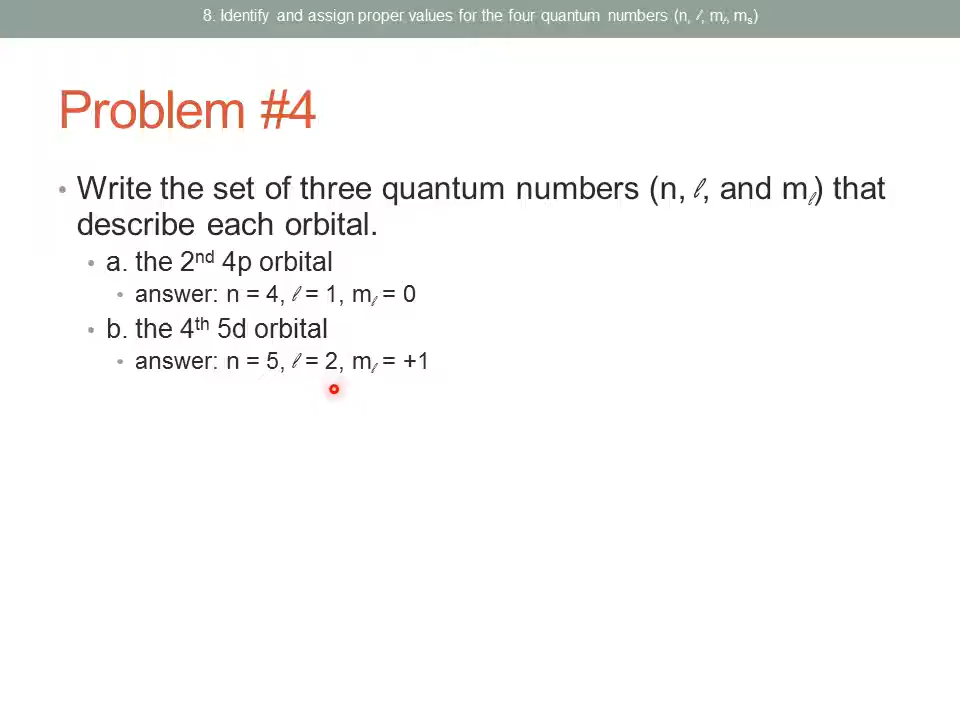 8. Identify and assign proper values for the four quantum numbers (n, ℓ, mℓ, ms)
Problem #4
• Write the set of three quantum numbers (n, ℓ, and mℓ) that
describe each orbital.
• a. the 2nd 4p orbital
• answer: n = 4, ℓ = 1, mℓ = 0
• b. the 4th 5d orbital
• answer: n = 5, ℓ = 2, mℓ = +1